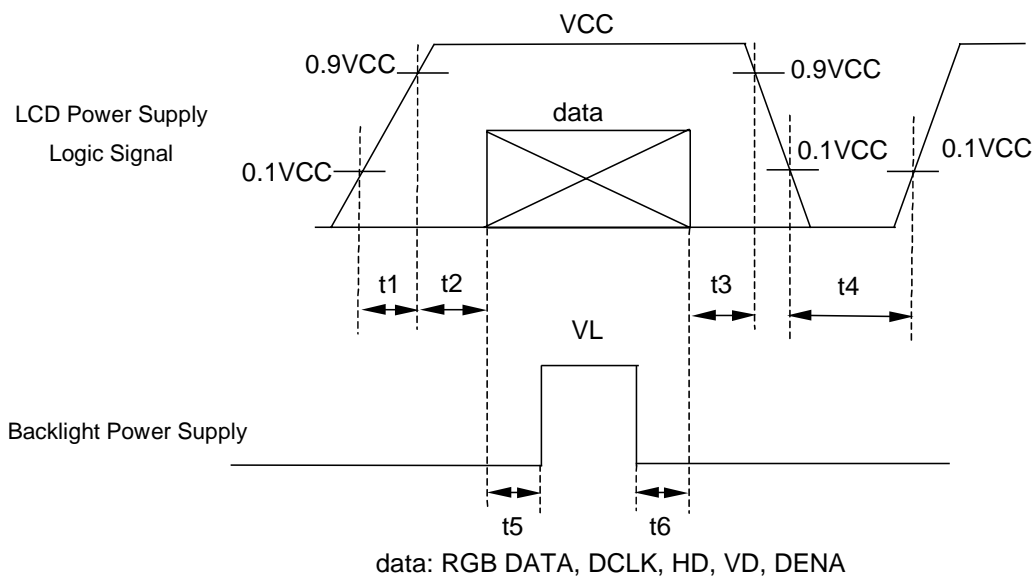 VCC
0.9VCC
0.9VCC
LCD Power Supply
Logic Signal
data
0.1VCC
0.1VCC
0.1VCC
t1
t2
t3
t4
VL
Backlight Power Supply
t5
t6
data: RGB DATA, DCLK, HD, VD, DENA